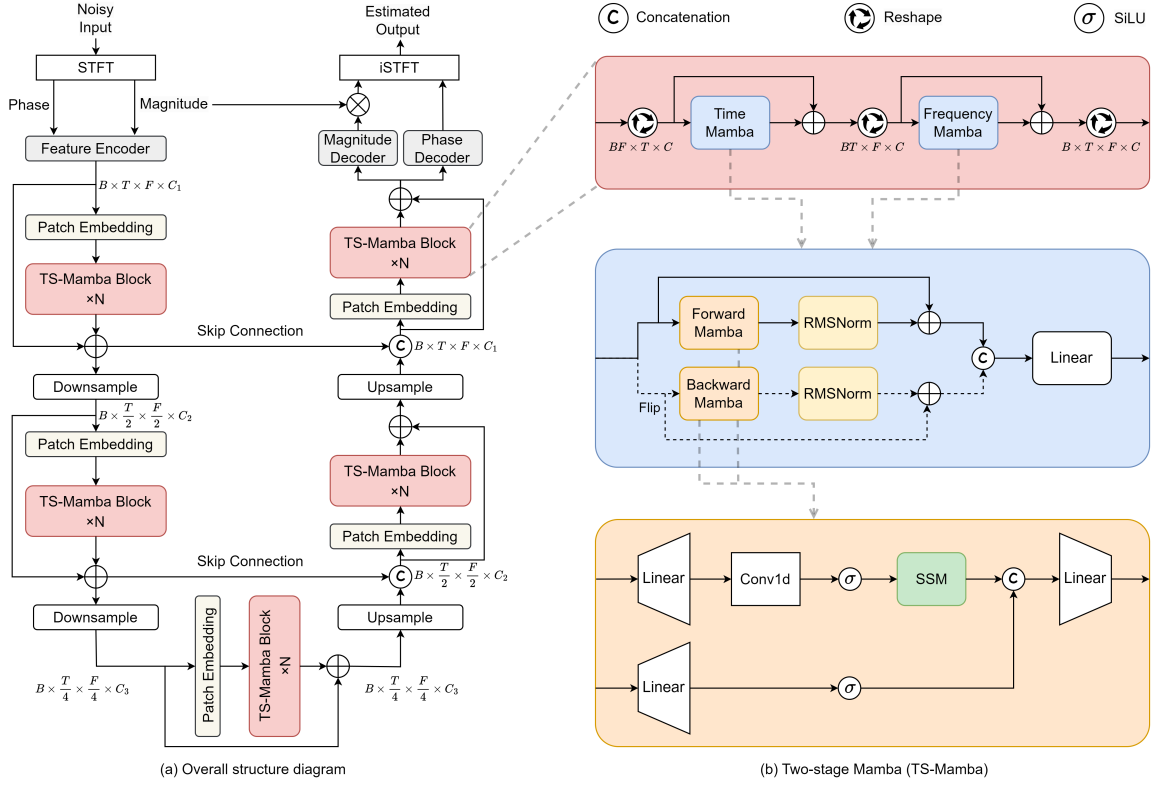 Noisy
Input
STFT
Phase
Magnitude
Feature Encoder
B × T × F × C₁
Patch Embedding
TS-Mamba Block
×N
Skip Connection
Downsample
B × T/2 × F/2 × C₂
Patch Embedding
TS-Mamba Block
×N
Skip Connection
Downsample
B × T/4 × F/4 × C₃
Patch Embedding
TS-Mamba Block
×N
B × T/4 × F/4 × C₃
Upsample
C
B × T/2 × F/2 × C₂
Patch Embedding
TS-Mamba Block
×N
Upsample
C
B × T × F × C₁
Patch Embedding
TS-Mamba Block
×N
Magnitude
Decoder
Phase
Decoder
iSTFT
Estimated
Output
(a) Overall structure diagram
C
Concatenation
Reshape
σ
SiLU
BF × T × C
Time
Mamba
BT × F × C
Frequency
Mamba
B × T × F × C
Forward
Mamba
RMSNorm
Flip
Backward
Mamba
RMSNorm
C
Linear
Linear
Conv1d
σ
SSM
C
Linear
Linear
σ
(b) Two-stage Mamba (TS-Mamba)